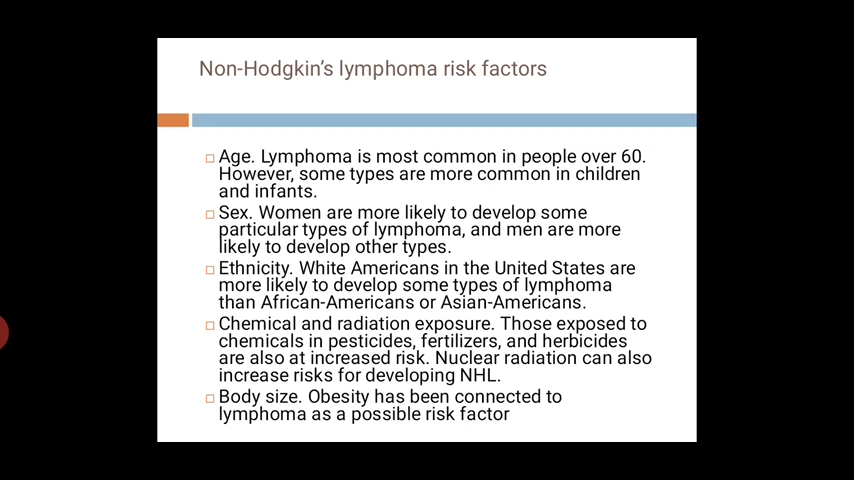 Non-Hodgkin’s lymphoma risk factors
Age. Lymphoma is most common in people over 60.
However, some types are more common in children
and infants.
Sex. Women are more likely to develop some
particular types of lymphoma, and men are more
likely to develop other types.
Ethnicity. White Americans in the United States are
more likely to develop some types of lymphoma
than African-Americans or Asian-Americans.
Chemical and radiation exposure. Those exposed to
chemicals in pesticides, fertilizers, and herbicides
are also at increased risk. Nuclear radiation can also
increase risks for developing NHL.
Body size. Obesity has been connected to
lymphoma as a possible risk factor